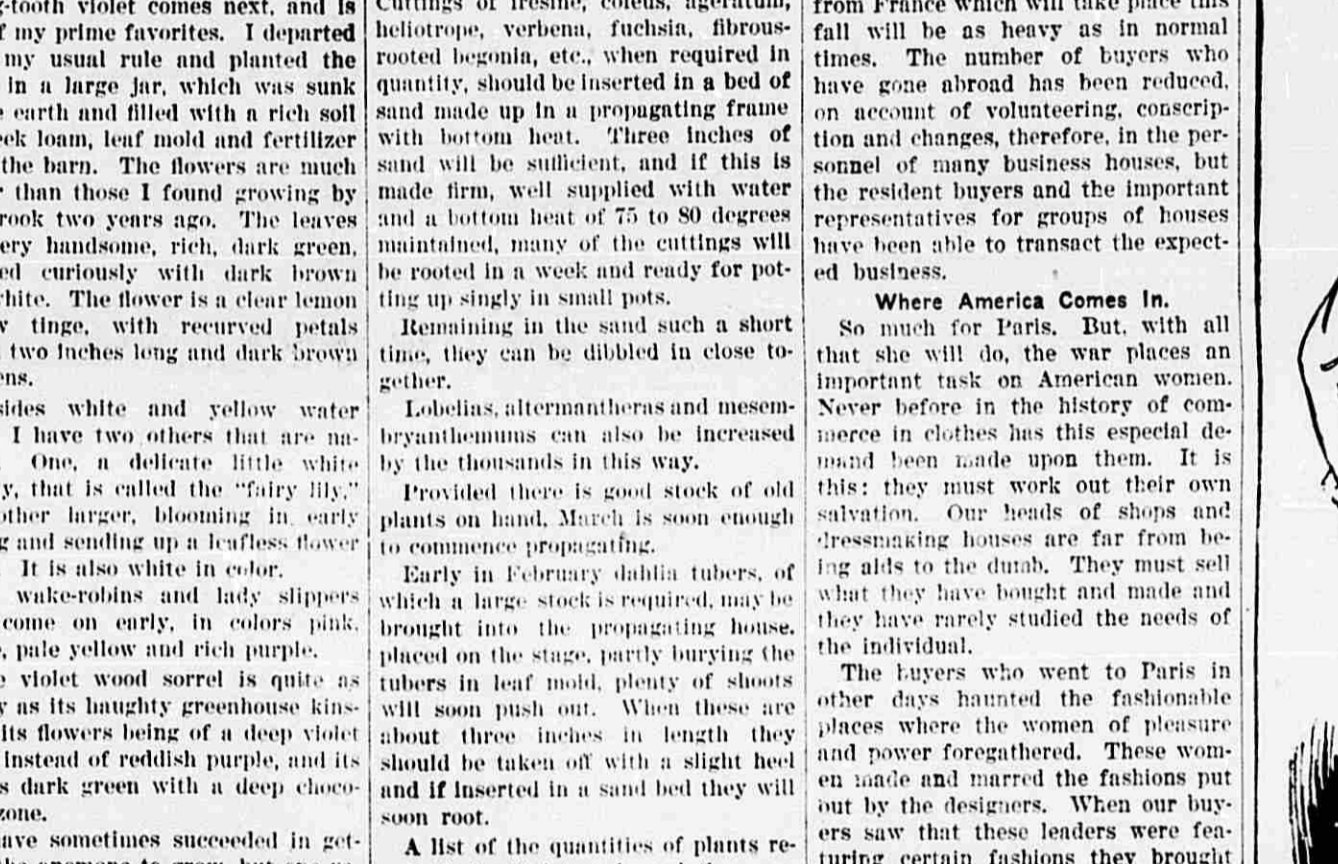 -tooth violet comes next, and is
my prime favorites. I departed
my usual rule and planted the
in a large jar, which was sunk
earth and filled with a rich soil
ek loam, leaf mold and fertilizer
the barn. The flowers are much
than those I found growing by
rook two years ago. The leaves
ery handsome, rich, dark green,
ed curiously with dark brown
hite. The flower is a clear lemon
tinge, with recurved petals
two inches long and dark brown
ens.
sides white and yellow water
I have two others that are na-
One, a delicate little white
y, that is called the "fairy lily,"
other larger, blooming in early
g and sending up a leafless flower
It is also white in color.
wake-robins and lady slippers
come on early, in colors pink,
, pale yellow and rich purple.
e violet wood sorrel is quite as
y as its haughty greenhouse kins-
its flowers being of a deep violet
instead of reddish purple, and its
s dark green with a deep choco-
zone.
ave sometimes succeeded in get-
Cuttings of iresine, coleus, ageratum,
heliotrope, verbena, fuchsia, fibrous-
rooted begonia, etc., when required in
quantity, should be inserted in a bed of
sand made up in a propagating frame
with bottom heat. Three inches of
sand will be sufficient, and if this is
made firm, well supplied with water
and a bottom heat of 75 to 80 degrees
maintained, many of the cuttings will
be rooted in a week and ready for pot-
ting up singly in small pots.
Remaining in the sand such a short
time, they can be dibbled in close to-
gether.
Lobelias, altermantheras and mesem-
bryanthemums can also be increased
by the thousands in this way.
Provided there is good stock of old
plants on hand, March is soon enough
to commence propagating.
Early in February dahlia tubers, of
which a large stock is required, may be
brought into the propagating house,
placed on the stage, partly burying the
tubers in leaf mold, plenty of shoots
will soon push out. When these are
about three inches in length they
should be taken off with a slight heel
and if inserted in a sand bed they will
soon root.
A list of the quantities of plants re-
from France which will take place this
fall will be as heavy as in normal
times. The number of buyers who
have gone abroad has been reduced,
on account of volunteering, conscrip-
tion and changes, therefore, in the per-
sonnel of many business houses, but
the resident buyers and the important
representatives for groups of houses
have been able to transact the expect-
ed business.
Where America Comes In.
So much for Paris. But, with all
that she will do, the war places an
important task on American women.
Never before in the history of com-
merce in clothes has this especial de-
mand been made upon them. It is
this: they must work out their own
salvation. Our heads of shops and
dressmaking houses are far from be-
ing aids to the dumb. They must sell
what they have bought and made and
they have rarely studied the needs of
the individual.
The buyers who went to Paris in
other days haunted the fashionable
places where the women of pleasure
and power foregathered. These wom-
en made and marred the fashions put
out by the designers. When our buy-
ers saw that these leaders were fea-
turing certain fashions they brought